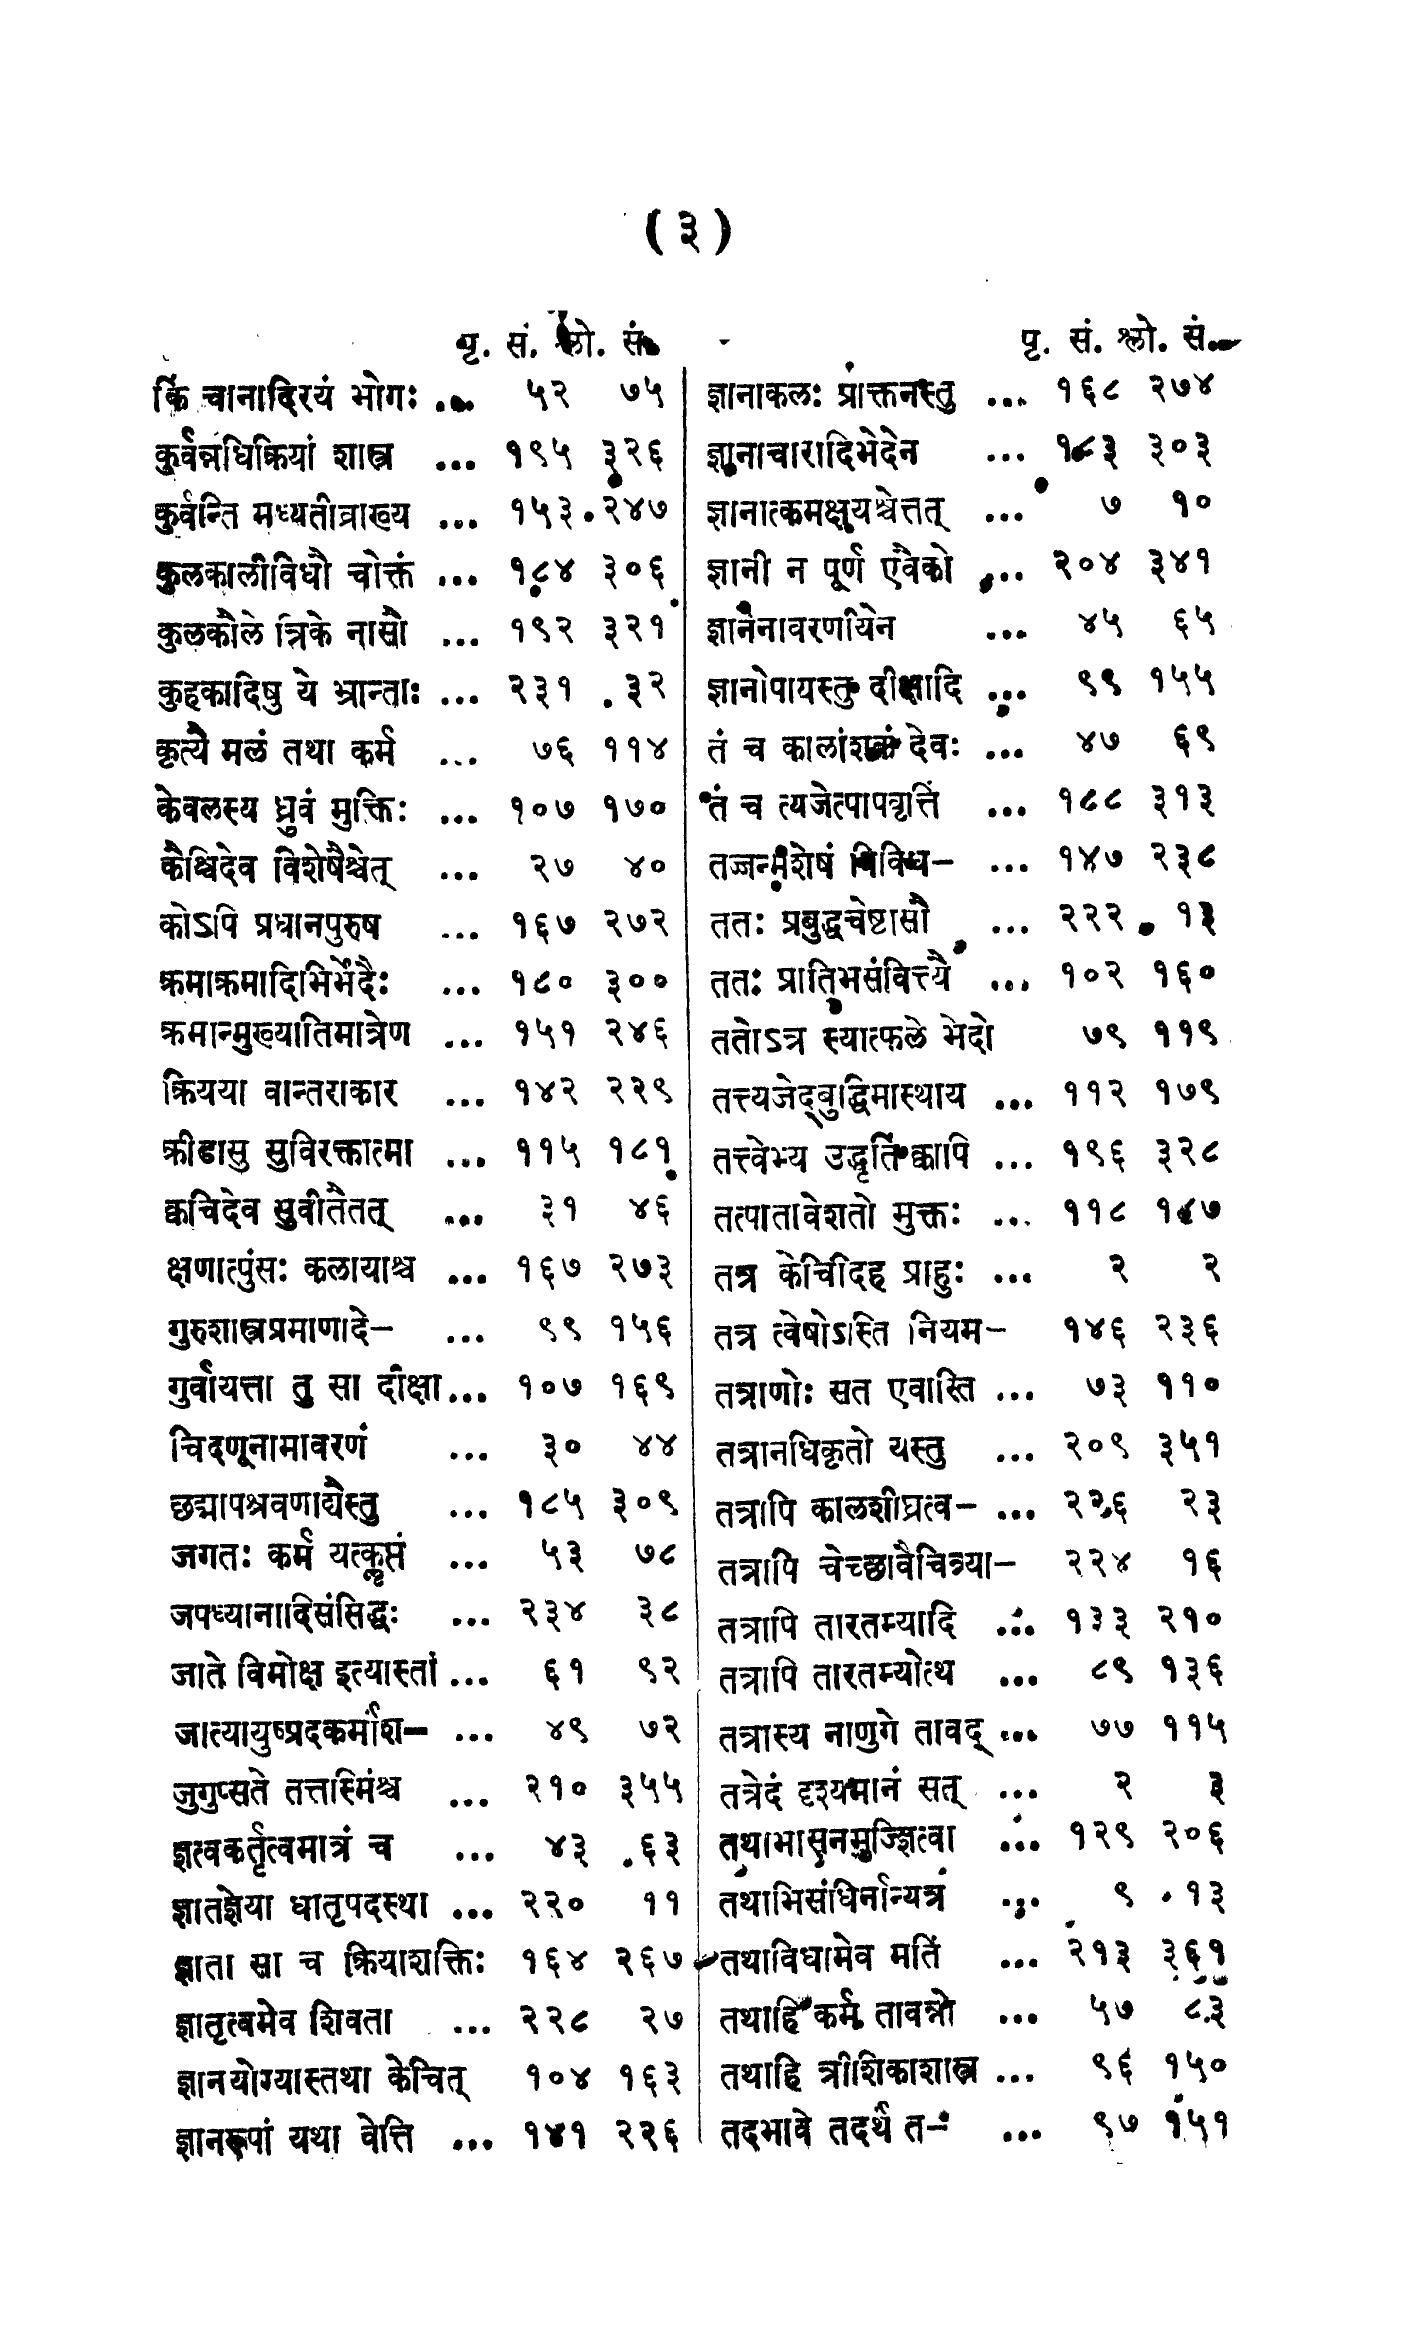 ( ३ )
पृ. सं. श्लो. सं.
किं चानादिरयं भोगः ... ५२ ७५
कुर्वन्नधिक्रियां शास्त्र ... १९५ ३२६
कुर्वन्ति मध्यतीव्राख्य ... १५३ २४७
कुलकालीविधौ चोक्तं ... १८४ ३०६
कुलकौले त्रिके नासौ ... १९२ ३२१
कुहकादिषु ये भ्रान्ताः ... २३१ ३२
कृत्यै मलं तथा कर्म ... ७६ ११४
केवलस्य ध्रुवं मुक्तिः ... १०७ १७०
कैश्चिदेव विशेषैश्चेत् ... २७ ४०
कोऽपि प्रधानपुरुष ... १६७ २७२
क्रमाक्रमादिभिर्भेदैः ... १८० ३००
क्रमान्मुख्यातिमात्रेण ... १५१ २४६
क्रियया वान्तराकार ... १४२ २२९
क्रीडासु सुविरक्तात्मा ... ११५ १८१
क्वचिदेव सुवीतैतत् ... ३१ ४६
क्षणात्पुंसः कलायाश्च ... १६७ २७३
गुरुशास्त्रप्रमाणादे– ... ९९ १५६
गुर्वायत्ता तु सा दीक्षा ... १०७ १६९
चिदणूनामावरणं ... ३० ४४
छद्मापश्रवणाद्यैस्तु ... १८५ ३०९
जगतः कर्म यत्क्लृप्तं ... ५३ ७८
जपध्यानादिसंसिद्धः ... २३४ ३८
जाते विमोक्ष इत्यास्तां ... ६१ ९२
जात्यायुष्प्रदकर्मांश– ... ४९ ७२
जुगुप्सते तत्तस्मिंश्च ... २१० ३५५
ज्ञत्वकर्तृत्वमात्रं च ... ४३ ६३
ज्ञातज्ञेया धातृपदस्था ... २२० ११
ज्ञाता सा च क्रियाशक्तिः १६४ २६७
ज्ञातृत्वमेव शिवता ... २२८ २७
ज्ञानयोग्यास्तथा केचित् १०४ १६३
ज्ञानरूपां यथा वेत्ति ... १४१ २२६
पृ. सं. श्लो. सं.
ज्ञानाकलः प्राक्तनस्तु ... १६८ २७४
ज्ञानाचारादिभेदेन ... १८३ ३०३
ज्ञानात्कमक्षयश्चेत्तत् ... ७ १०
ज्ञानी न पूर्ण एवैको ... २०४ ३४१
ज्ञानेनावरणीयेन ... ४५ ६५
ज्ञानोपायस्तु दीक्षादि ... ९९ १५५
तं च कालांशकं देवः ... ४७ ६९
तं च त्यजेत्पापवृत्तिं ... १८८ ३१३
तज्जन्मशेषं विविध– ... १४७ २३८
ततः प्रबुद्धचेष्टासौ ... २२२ १३
ततः प्रातिभसंवित्त्यै ... १०२ १६०
ततोऽत्र स्यात्फले भेदो ७९ ११९
तत्त्यजेद्बुद्धिमास्थाय ... ११२ १७९
तत्त्वेभ्य उद्धृतिं क्वापि ... १९६ ३२८
तत्पातावेशतो मुक्तः ... ११८ १८७
तत्र केचिदिह प्राहुः ... २ २
तत्र त्वेषोऽस्ति नियम– १४६ २३६
तत्राणोः सत एवास्ति ... ७३ ११०
तत्रानधिकृतो यस्तु ... २०९ ३५१
तत्रापि कालशीघ्रत्व– ... २२६ २३
तत्रापि चेच्छावैचित्र्या– २२४ १६
तत्रापि तारतम्यादि ... १३३ २१०
तत्रापि तारतम्योत्थ ... ८९ १३६
तत्रास्य नाणुगे तावद् ... ७७ ११५
तत्रेदं दृश्यमानं सत् ... २ ३
तथाभासनमुज्झित्वा ... १२९ २०६
तथाभिसंधिर्नान्यत्रं ... ९ १३
तथाविधामेव मतिं ... २१३ ३६१
तथाहि कर्म तावन्नो ... ५७ ८३
तथाहि त्रीशिकाशास्त्र ... ९६ १५०
तदभावे तदर्थं त– ... ९७ १५१